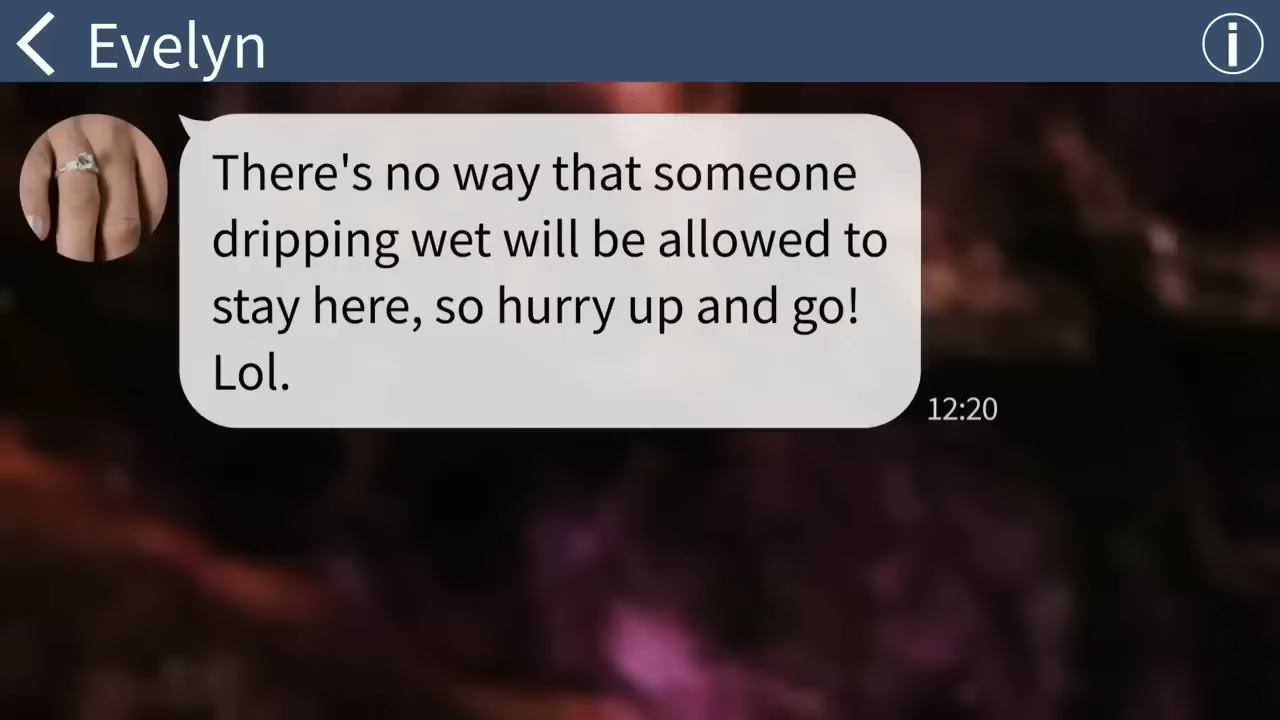 Evelyn
There's no way that someone
dripping wet will be allowed to
stay here, so hurry up and go!
Lol.
12:20